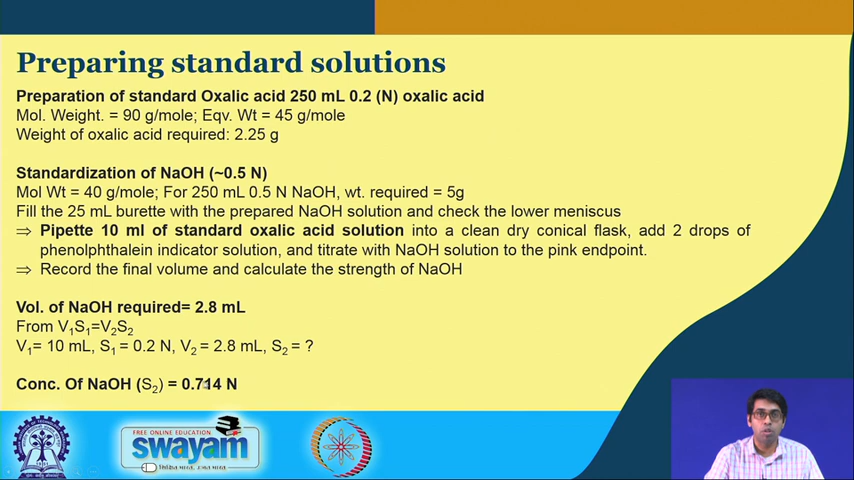 Preparing standard solutions
Preparation of standard Oxalic acid 250 mL 0.2 (N) oxalic acid
Mol. Weight. = 90 g/mole; Eqv. Wt = 45 g/mole
Weight of oxalic acid required: 2.25 g
Standardization of NaOH (~0.5 N)
Mol Wt = 40 g/mole; For 250 mL 0.5 N NaOH, wt. required = 5g
Fill the 25 mL burette with the prepared NaOH solution and check the lower meniscus
⇒ Pipette 10 ml of standard oxalic acid solution into a clean dry conical flask, add 2 drops of
phenolphthalein indicator solution, and titrate with NaOH solution to the pink endpoint.
⇒ Record the final volume and calculate the strength of NaOH
Vol. of NaOH required= 2.8 mL
From V₁S₁=V₂S₂
V₁= 10 mL, S₁ = 0.2 N, V₂ = 2.8 mL, S₂ = ?
Conc. Of NaOH (S₂) = 0.714 N
FREE ONLINE EDUCATION
swayam